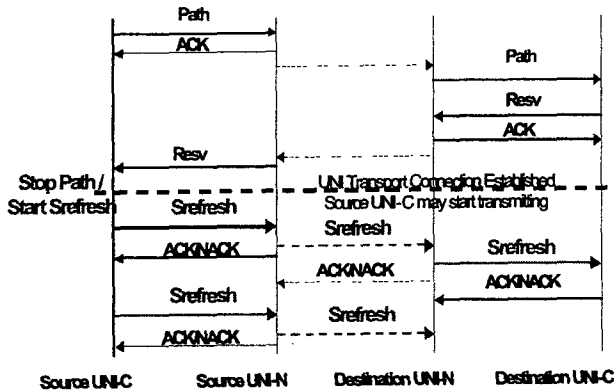 Path
ACK
Path
Resv
ACK
Resv
Stop Path /
Start Srefresh
UNI Transport Connection Established
Source UNI-C may start transmitting
Srefresh
Srefresh
ACKNACK
Srefresh
ACKNACK
ACKNACK
Srefresh
Srefresh
ACKNACK
Source UNI-C
Source UNI-N
Destination UNI-N
Destination UNI-C